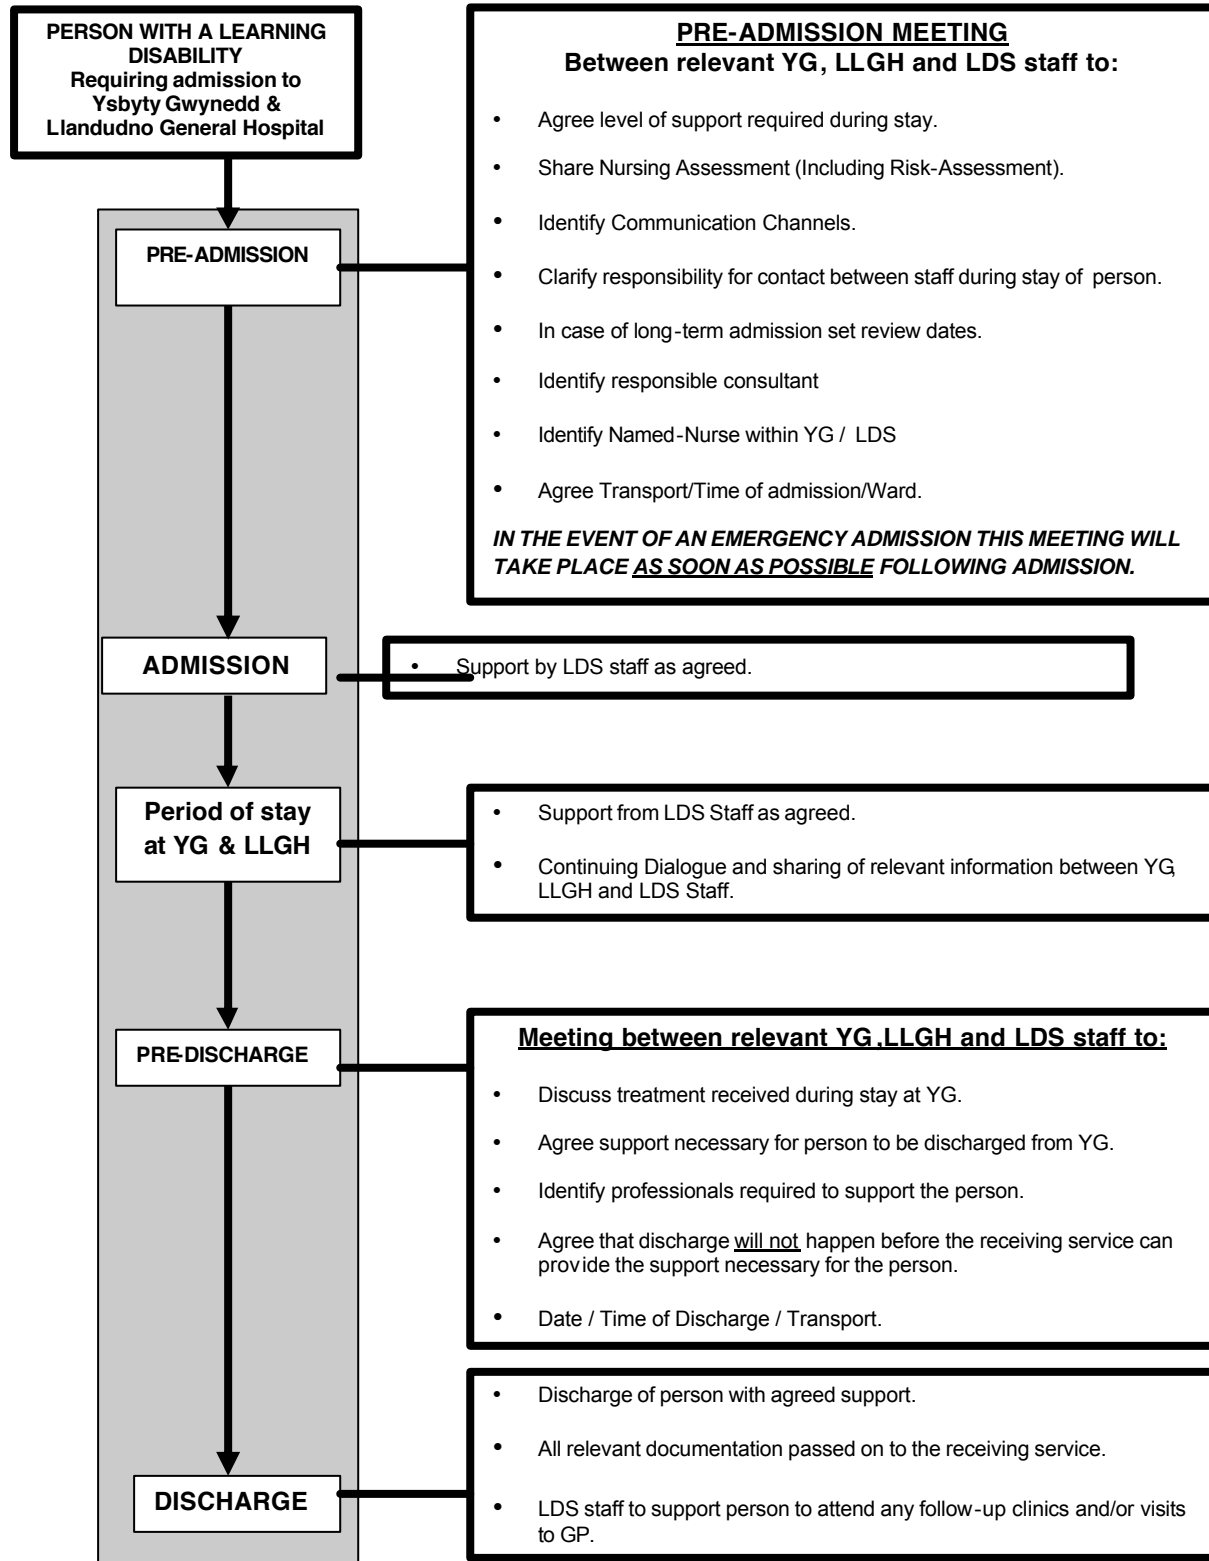 PERSON WITH A LEARNING
DISABILITY
Requiring admission to
Ysbyty Gwynedd &
Llandudno General Hospital
PRE-ADMISSION MEETING
Between relevant YG, LLGH and LDS staff to:
• Agree level of support required during stay.
• Share Nursing Assessment (Including Risk-Assessment).
• Identify Communication Channels.
• Clarify responsibility for contact between staff during stay of person.
• In case of long-term admission set review dates.
• Identify responsible consultant
• Identify Named-Nurse within YG / LDS
• Agree Transport/Time of admission/Ward.
IN THE EVENT OF AN EMERGENCY ADMISSION THIS MEETING WILL
TAKE PLACE AS SOON AS POSSIBLE FOLLOWING ADMISSION.
PRE-ADMISSION
ADMISSION
• Support by LDS staff as agreed.
Period of stay
at YG & LLGH
• Support from LDS Staff as agreed.
• Continuing Dialogue and sharing of relevant information between YG,
LLGH and LDS Staff.
PRE-DISCHARGE
Meeting between relevant YG,LLGH and LDS staff to:
• Discuss treatment received during stay at YG.
• Agree support necessary for person to be discharged from YG.
• Identify professionals required to support the person.
• Agree that discharge will not happen before the receiving service can
provide the support necessary for the person.
• Date / Time of Discharge / Transport.
DISCHARGE
• Discharge of person with agreed support.
• All relevant documentation passed on to the receiving service.
• LDS staff to support person to attend any follow-up clinics and/or visits
to GP.